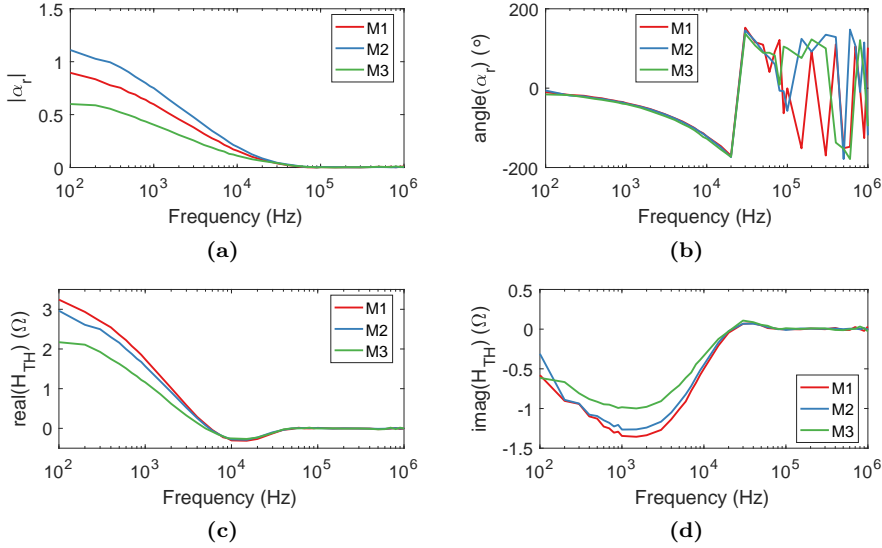 1.5
1
0.5
0
|α_r|
M1
M2
M3
10^2 10^3 10^4 10^5 10^6
Frequency (Hz)
(a)
200
0
-200
angle(α_r) (°)
M1
M2
M3
10^2 10^3 10^4 10^5 10^6
Frequency (Hz)
(b)
3
2
1
0
real(H_TH) (Ω)
M1
M2
M3
10^2 10^3 10^4 10^5 10^6
Frequency (Hz)
(c)
0.5
0
-0.5
-1
-1.5
imag(H_TH) (Ω)
M1
M2
M3
10^2 10^3 10^4 10^5 10^6
Frequency (Hz)
(d)